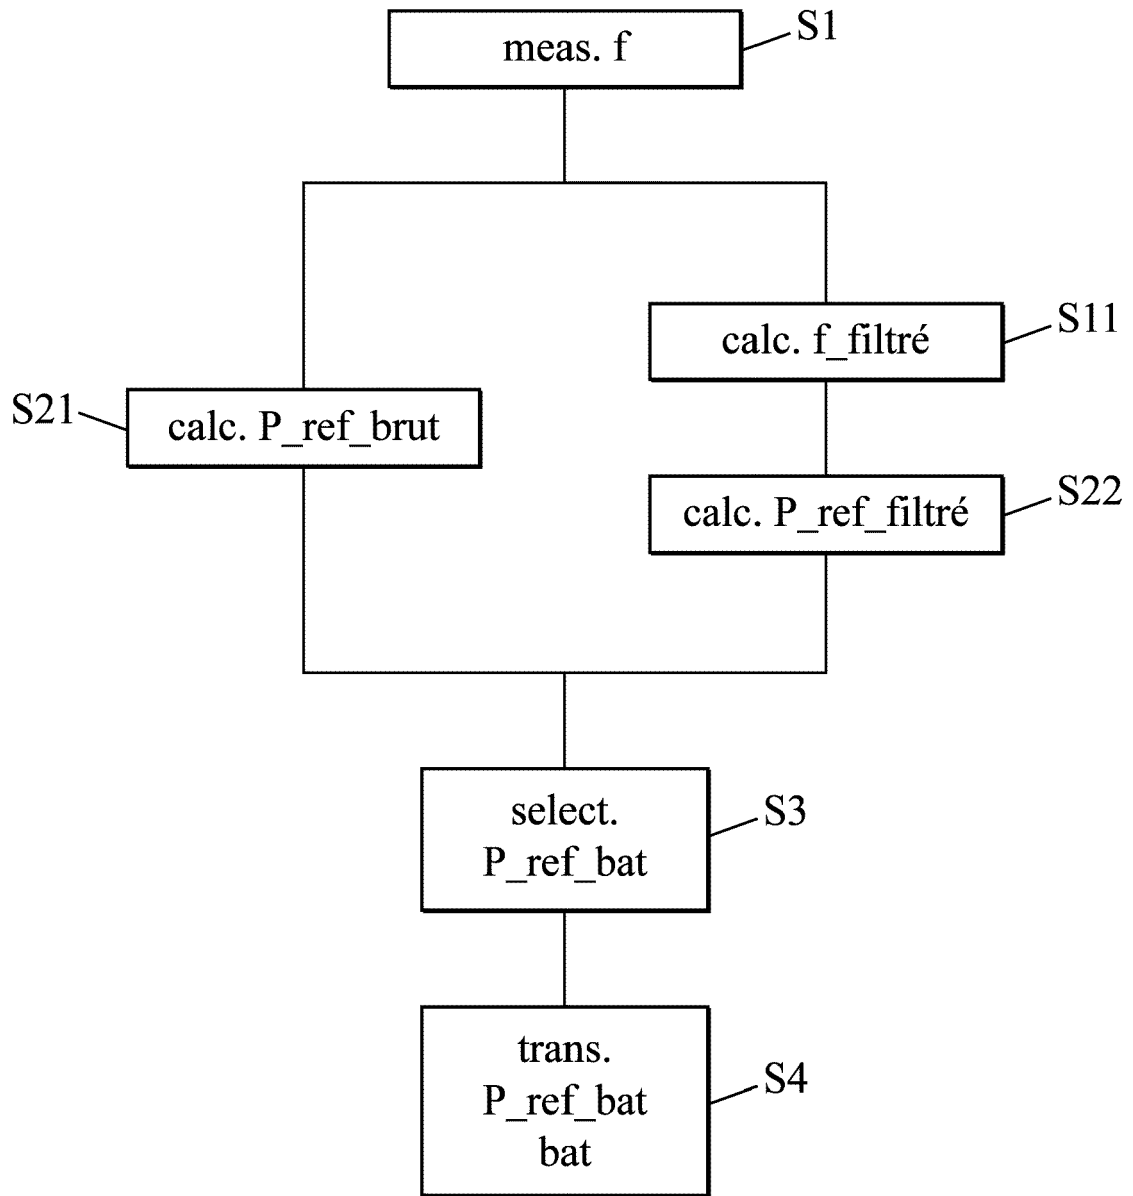 meas. f
S1
calc. f_filtré
S11
S21
calc. P_ref_brut
calc. P_ref_filtré
S22
select.
P_ref_bat
S3
trans.
P_ref_bat
bat
S4